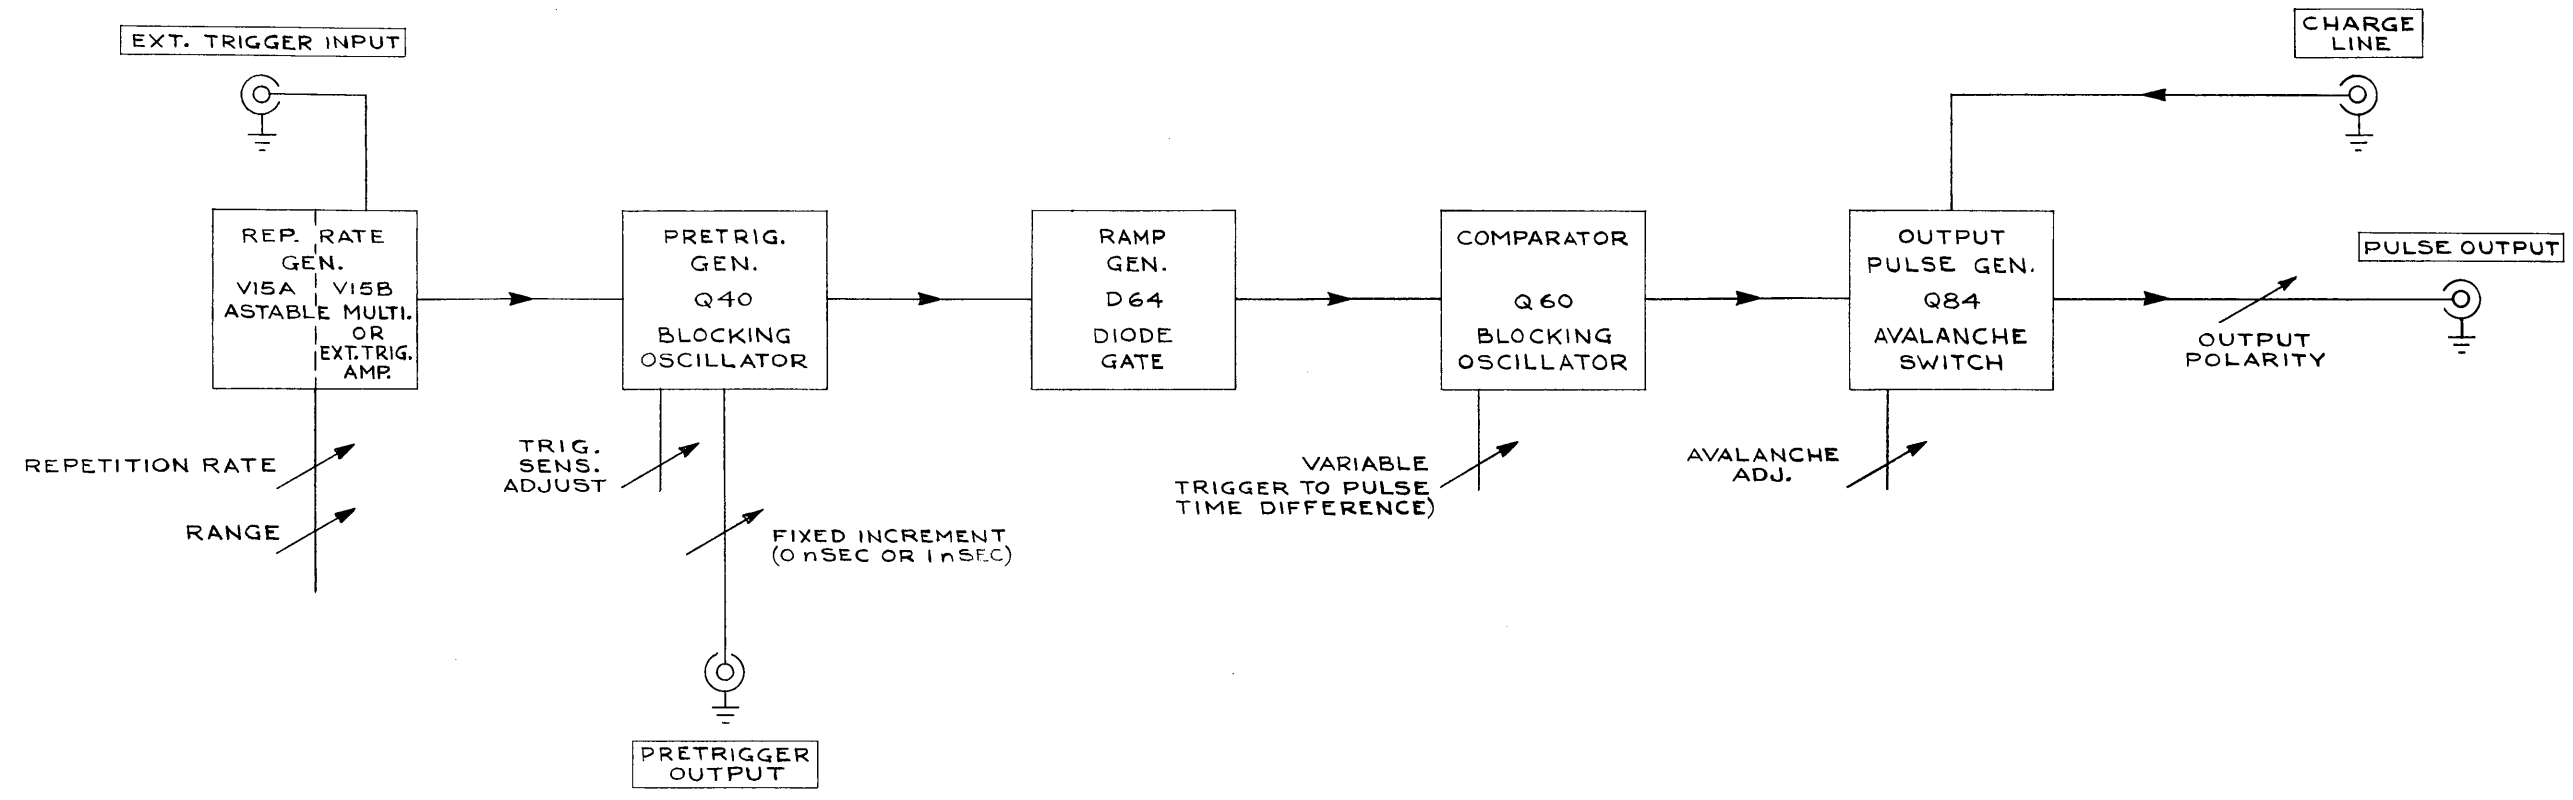 EXT. TRIGGER INPUT
CHARGE
LINE
REP. RATE
GEN.
V15A V15B
ASTABLE MULTI.
OR
EXT. TRIG.
AMP.
PRETRIG.
GEN.
Q40
BLOCKING
OSCILLATOR
RAMP
GEN.
D64
DIODE
GATE
COMPARATOR
Q60
BLOCKING
OSCILLATOR
OUTPUT
PULSE GEN.
Q84
AVALANCHE
SWITCH
PULSE OUTPUT
OUTPUT
POLARITY
REPETITION RATE
RANGE
TRIG.
SENS.
ADJUST
FIXED INCREMENT
(0 nSEC OR 1 nSEC)
VARIABLE
TRIGGER TO PULSE
TIME DIFFERENCE)
AVALANCHE
ADJ.
PRETRIGGER
OUTPUT